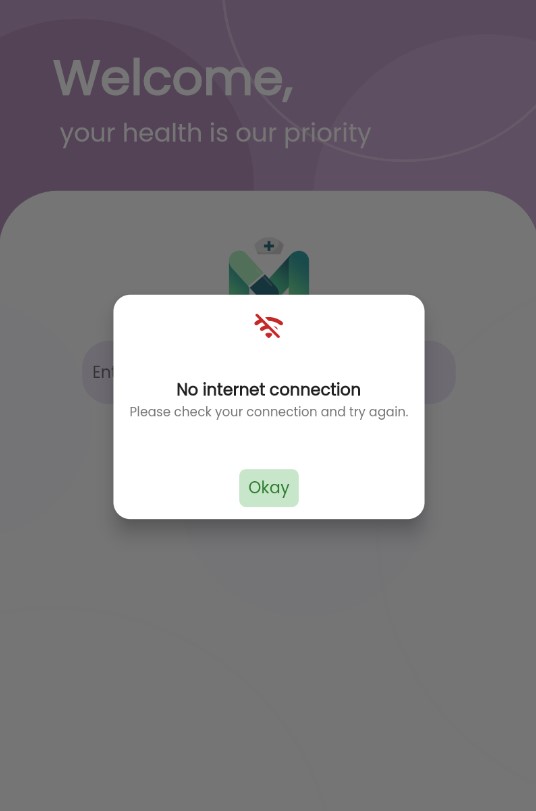 Welcome,
your health is our priority
Ent
No internet connection
Please check your connection and try again.
Okay